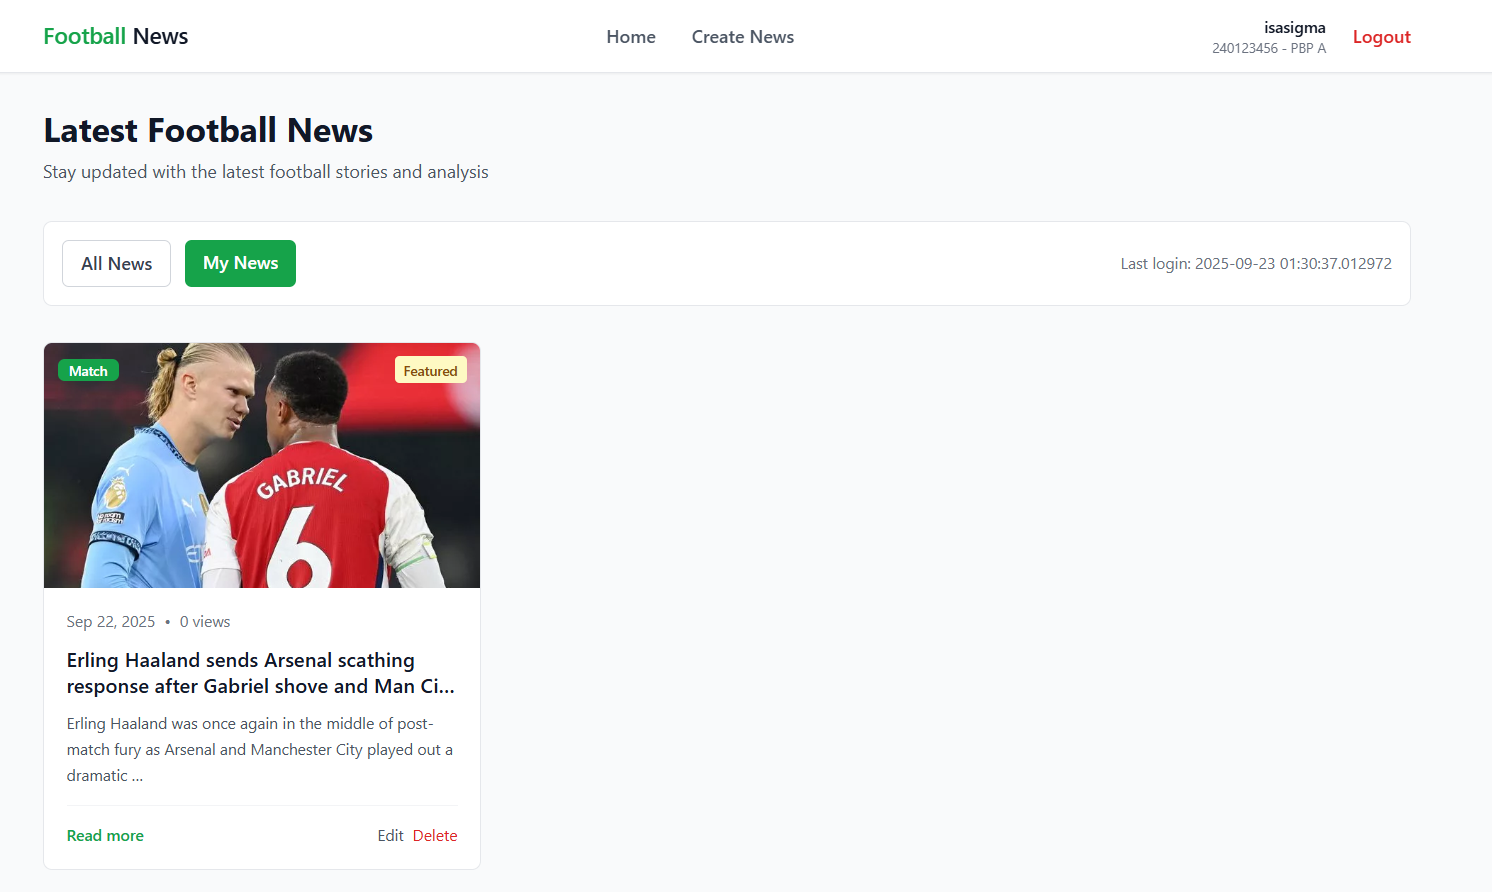 Football News
Home
Create News
isasigma
240123456 - PBP A
Logout
Latest Football News
Stay updated with the latest football stories and analysis
All News
My News
Last login: 2025-09-23 01:30:37.012972
Match
Featured
GABRIEL
6
NO ROOM
FOR RACISM
Sep 22, 2025 • 0 views
Erling Haaland sends Arsenal scathing
response after Gabriel shove and Man Ci...
Erling Haaland was once again in the middle of post-
match fury as Arsenal and Manchester City played out a
dramatic ...
Read more
Edit
Delete